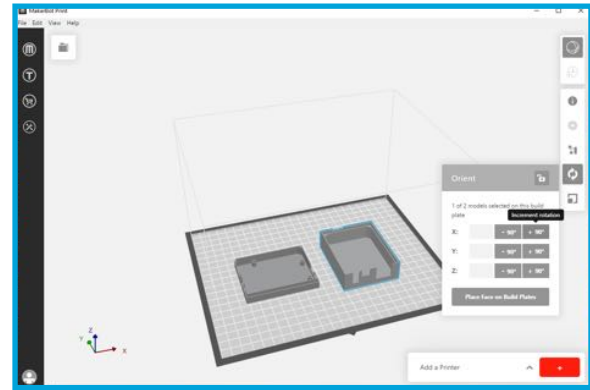 MakerBot Print
File Edit View Help
Orient
1 of 2 models selected on this build
plate
Increment rotation
X: - 90° + 90°
Y: - 90° + 90°
Z: - 90° + 90°
Place Face on Build Plates
Z
Y
X
Add a Printer
+